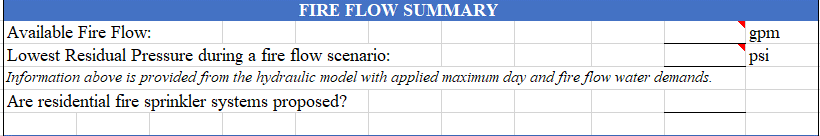 FIRE FLOW SUMMARY
Available Fire Flow: gpm
Lowest Residual Pressure during a fire flow scenario: psi
Information above is provided from the hydraulic model with applied maximum day and fire flow water demands.
Are residential fire sprinkler systems proposed?